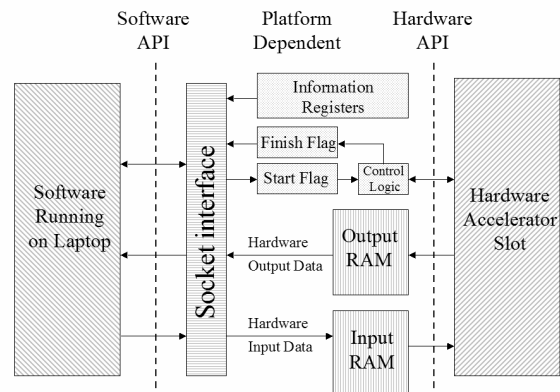 Software
API
Platform
Dependent
Hardware
API
Information
Registers
Finish Flag
Start Flag
Control
Logic
Software
Running
on Laptop
Socket interface
Hardware
Output Data
Output
RAM
Hardware
Accelerator
Slot
Hardware
Input Data
Input
RAM